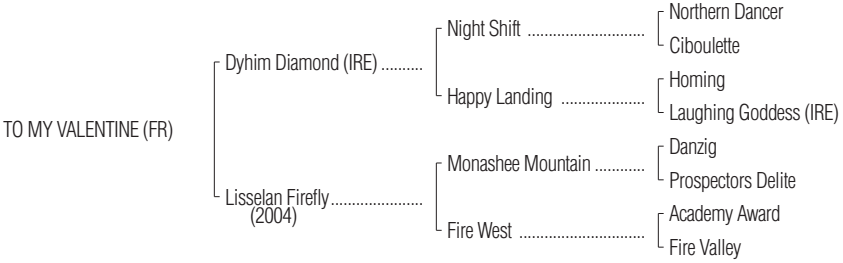 Northern Dancer
Night Shift ............................
Ciboulette
Dyhim Diamond (IRE) ..........
Homing
Happy Landing ....................
Laughing Goddess (IRE)
TO MY VALENTINE (FR)
Danzig
Monashee Mountain ............
Prospectors Delite
Lisselan Firefly......................
(2004)
Academy Award
Fire West ..............................
Fire Valley